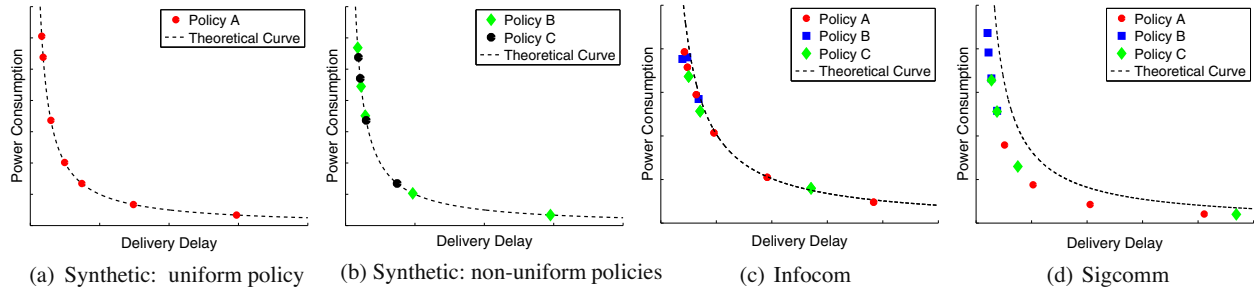 Policy A
Theoretical Curve
Power Consumption
Delivery Delay
(a) Synthetic: uniform policy
Policy B
Policy C
Theoretical Curve
Power Consumption
Delivery Delay
(b) Synthetic: non-uniform policies
Policy A
Policy B
Policy C
Theoretical Curve
Power Consumption
Delivery Delay
(c) Infocom
Policy A
Policy B
Policy C
Theoretical Curve
Power Consumption
Delivery Delay
(d) Sigcomm